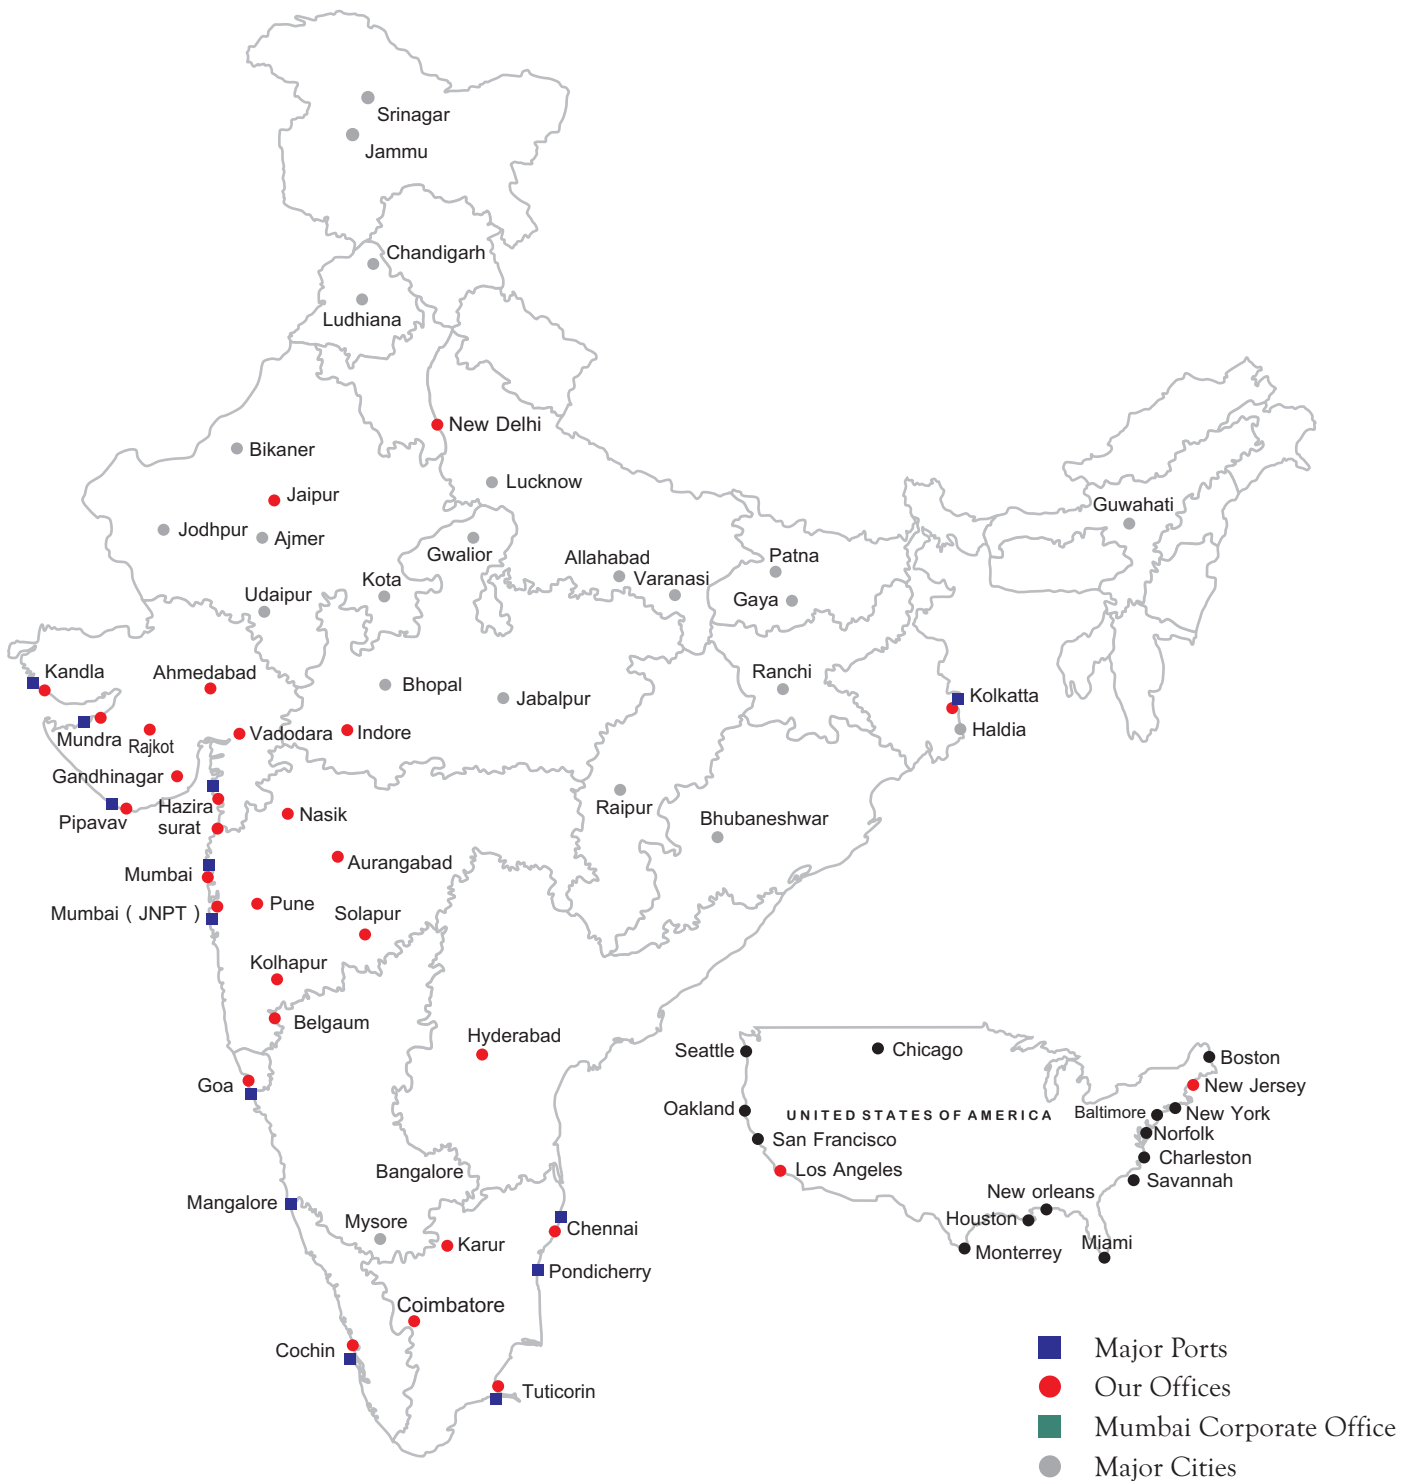 Srinagar
Jammu
Chandigarh
Ludhiana
New Delhi
Bikaner
Lucknow
Jaipur
Guwahati
Jodhpur
Ajmer
Gwalior
Allahabad
Patna
Kota
Varanasi
Udaipur
Gaya
Kandla
Ahmedabad
Ranchi
Bhopal
Jabalpur
Kolkatta
Mundra
Rajkot
Vadodara
Indore
Haldia
Gandhinagar
Pipavav
Hazira
surat
Nasik
Raipur
Bhubaneshwar
Mumbai
Aurangabad
Mumbai ( JNPT )
Pune
Solapur
Kolhapur
Belgaum
Hyderabad
Goa
Bangalore
Mangalore
Mysore
Karur
Chennai
Pondicherry
Coimbatore
Cochin
Tuticorin
Seattle
Chicago
Boston
New Jersey
Oakland
UNITED STATES OF AMERICA
Baltimore
New York
San Francisco
Norfolk
Los Angeles
Charleston
Savannah
New orleans
Houston
Monterrey
Miami
Major Ports
Our Offices
Mumbai Corporate Office
Major Cities